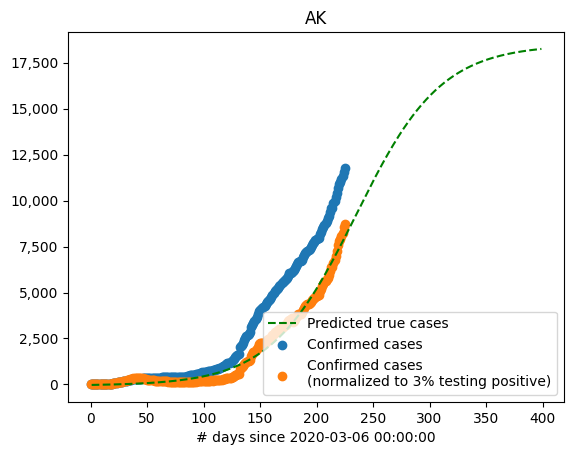 AK
17,500
15,000
12,500
10,000
7,500
5,000
2,500
0
Predicted true cases
Confirmed cases
Confirmed cases
(normalized to 3% testing positive)
0 50 100 150 200 250 300 350 400
# days since 2020-03-06 00:00:00